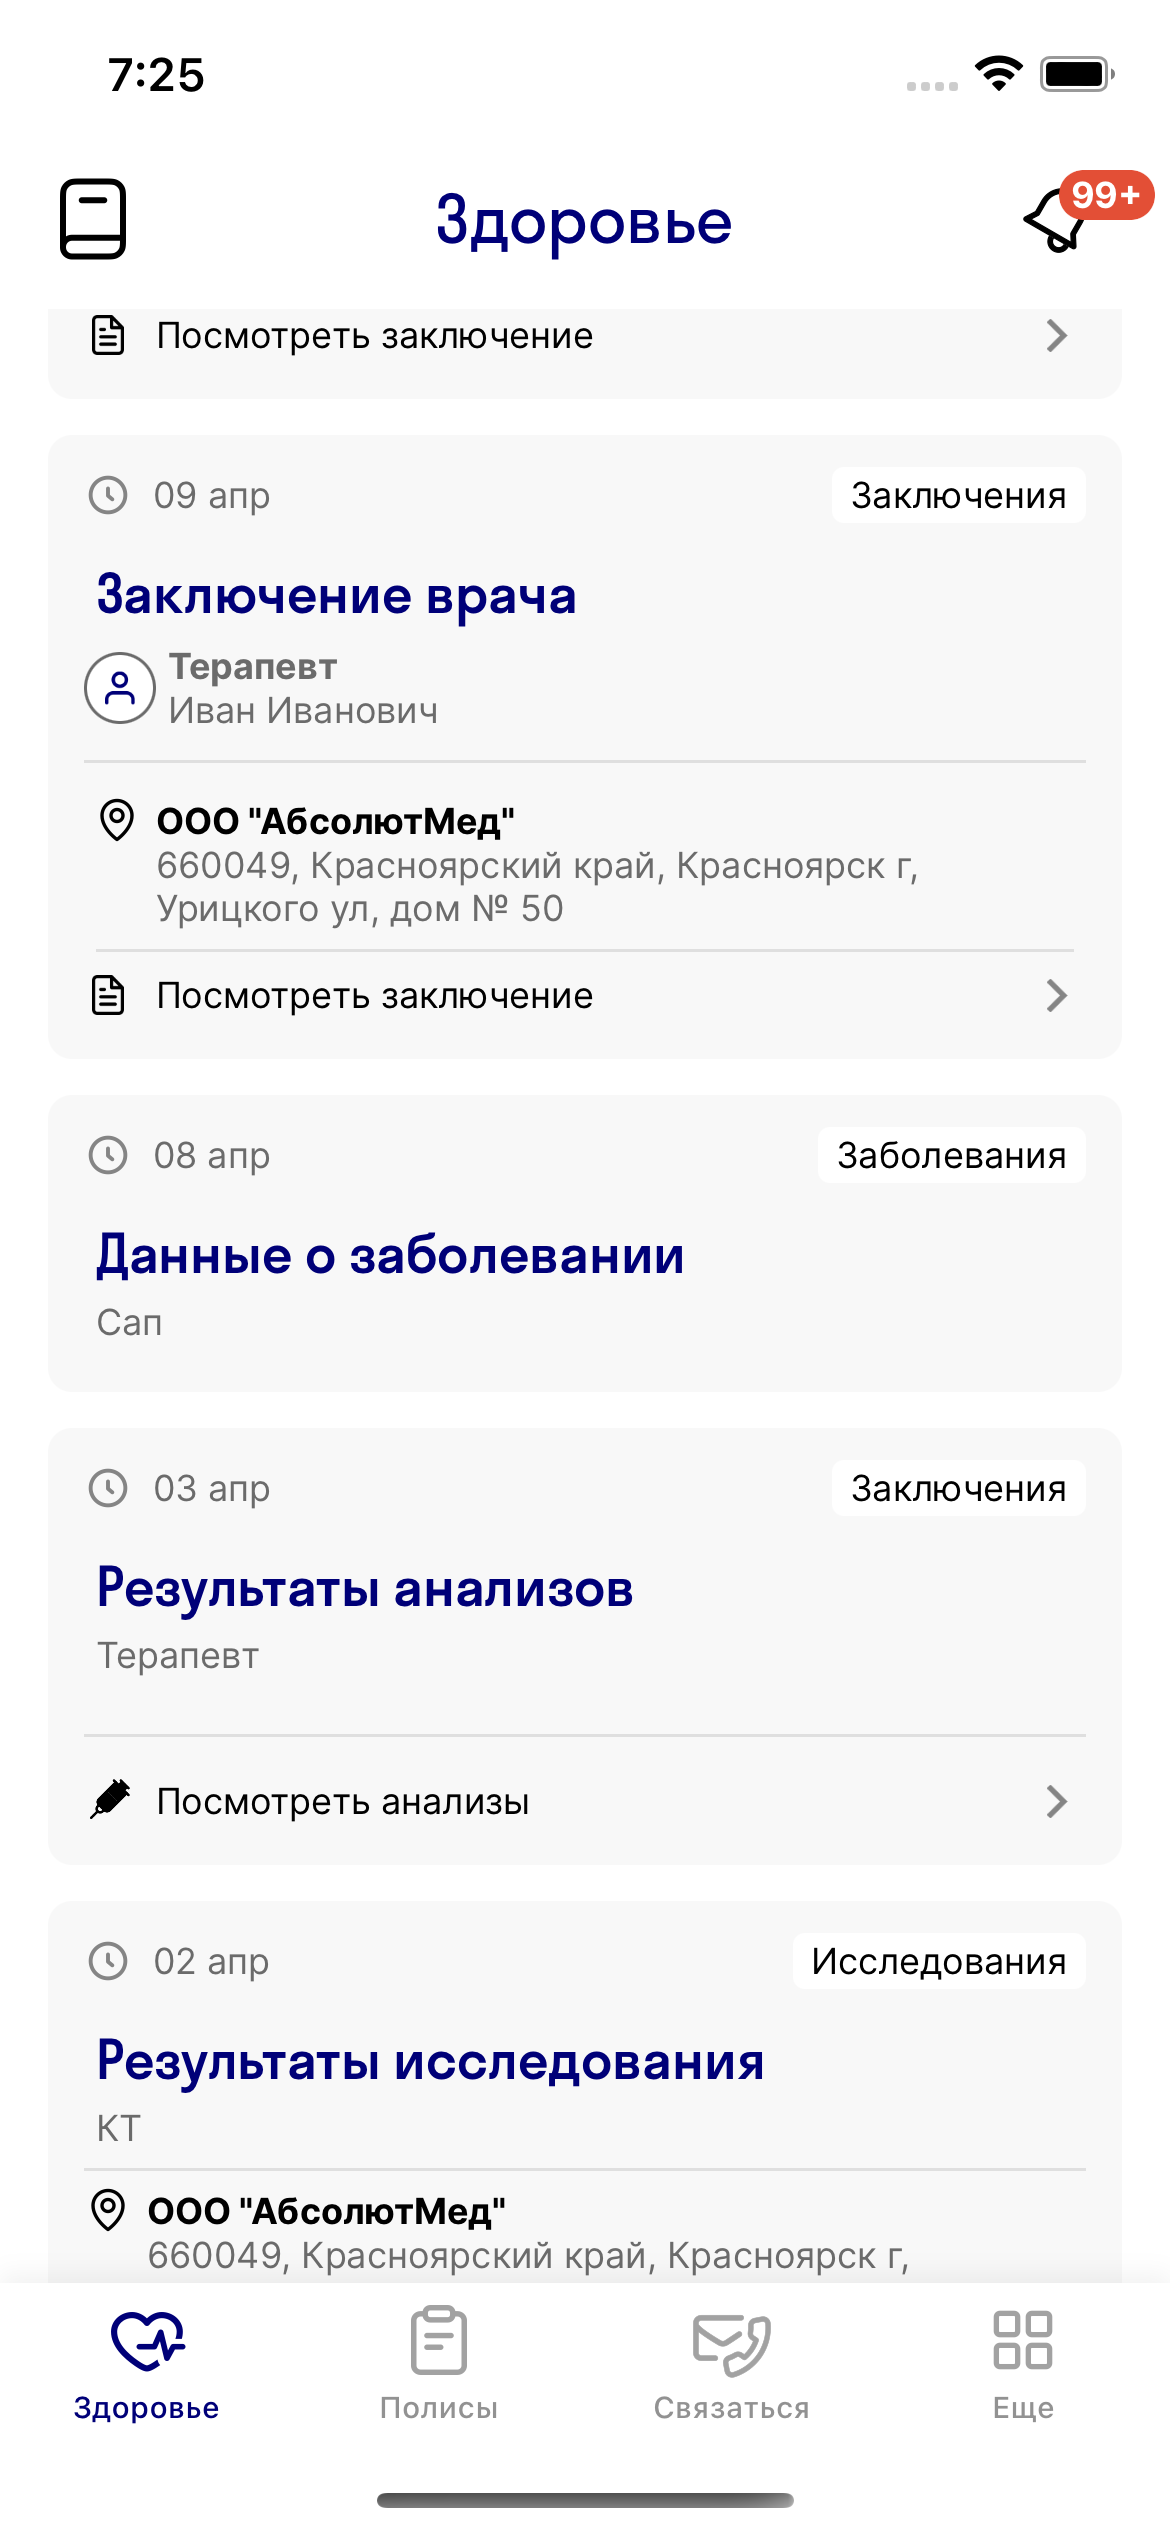 7:25
Здоровье
99+
Посмотреть заключение
09 апр
Заключения
Заключение врача
Терапевт
Иван Иванович
ООО "АбсолютМед"
660049, Красноярский край, Красноярск г,
Урицкого ул, дом № 50
Посмотреть заключение
08 апр
Заболевания
Данные о заболевании
Сап
03 апр
Заключения
Результаты анализов
Терапевт
Посмотреть анализы
02 апр
Исследования
Результаты исследования
КТ
ООО "АбсолютМед"
660049, Красноярский край, Красноярск г,
Здоровье
Полисы
Связаться
Еще